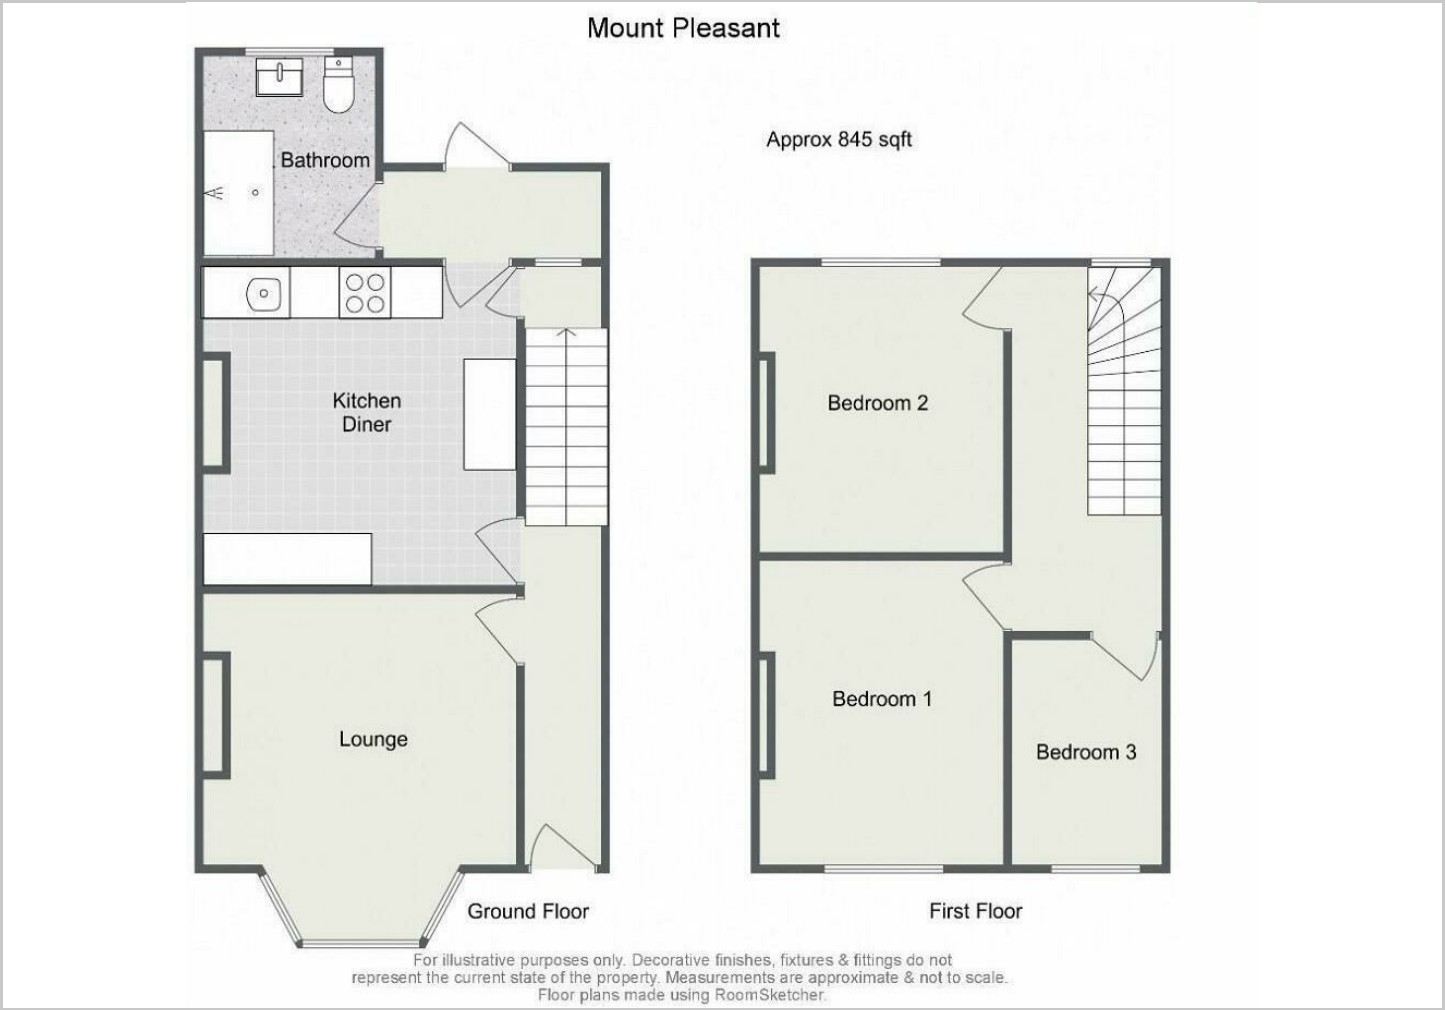 Mount Pleasant
Approx 845 sqft
Bathroom
Kitchen
Diner
Lounge
Ground Floor
Bedroom 2
Bedroom 1
Bedroom 3
First Floor
For illustrative purposes only. Decorative finishes, fixtures & fittings do not
represent the current state of the property. Measurements are approximate & not to scale.
Floor plans made using RoomSketcher.